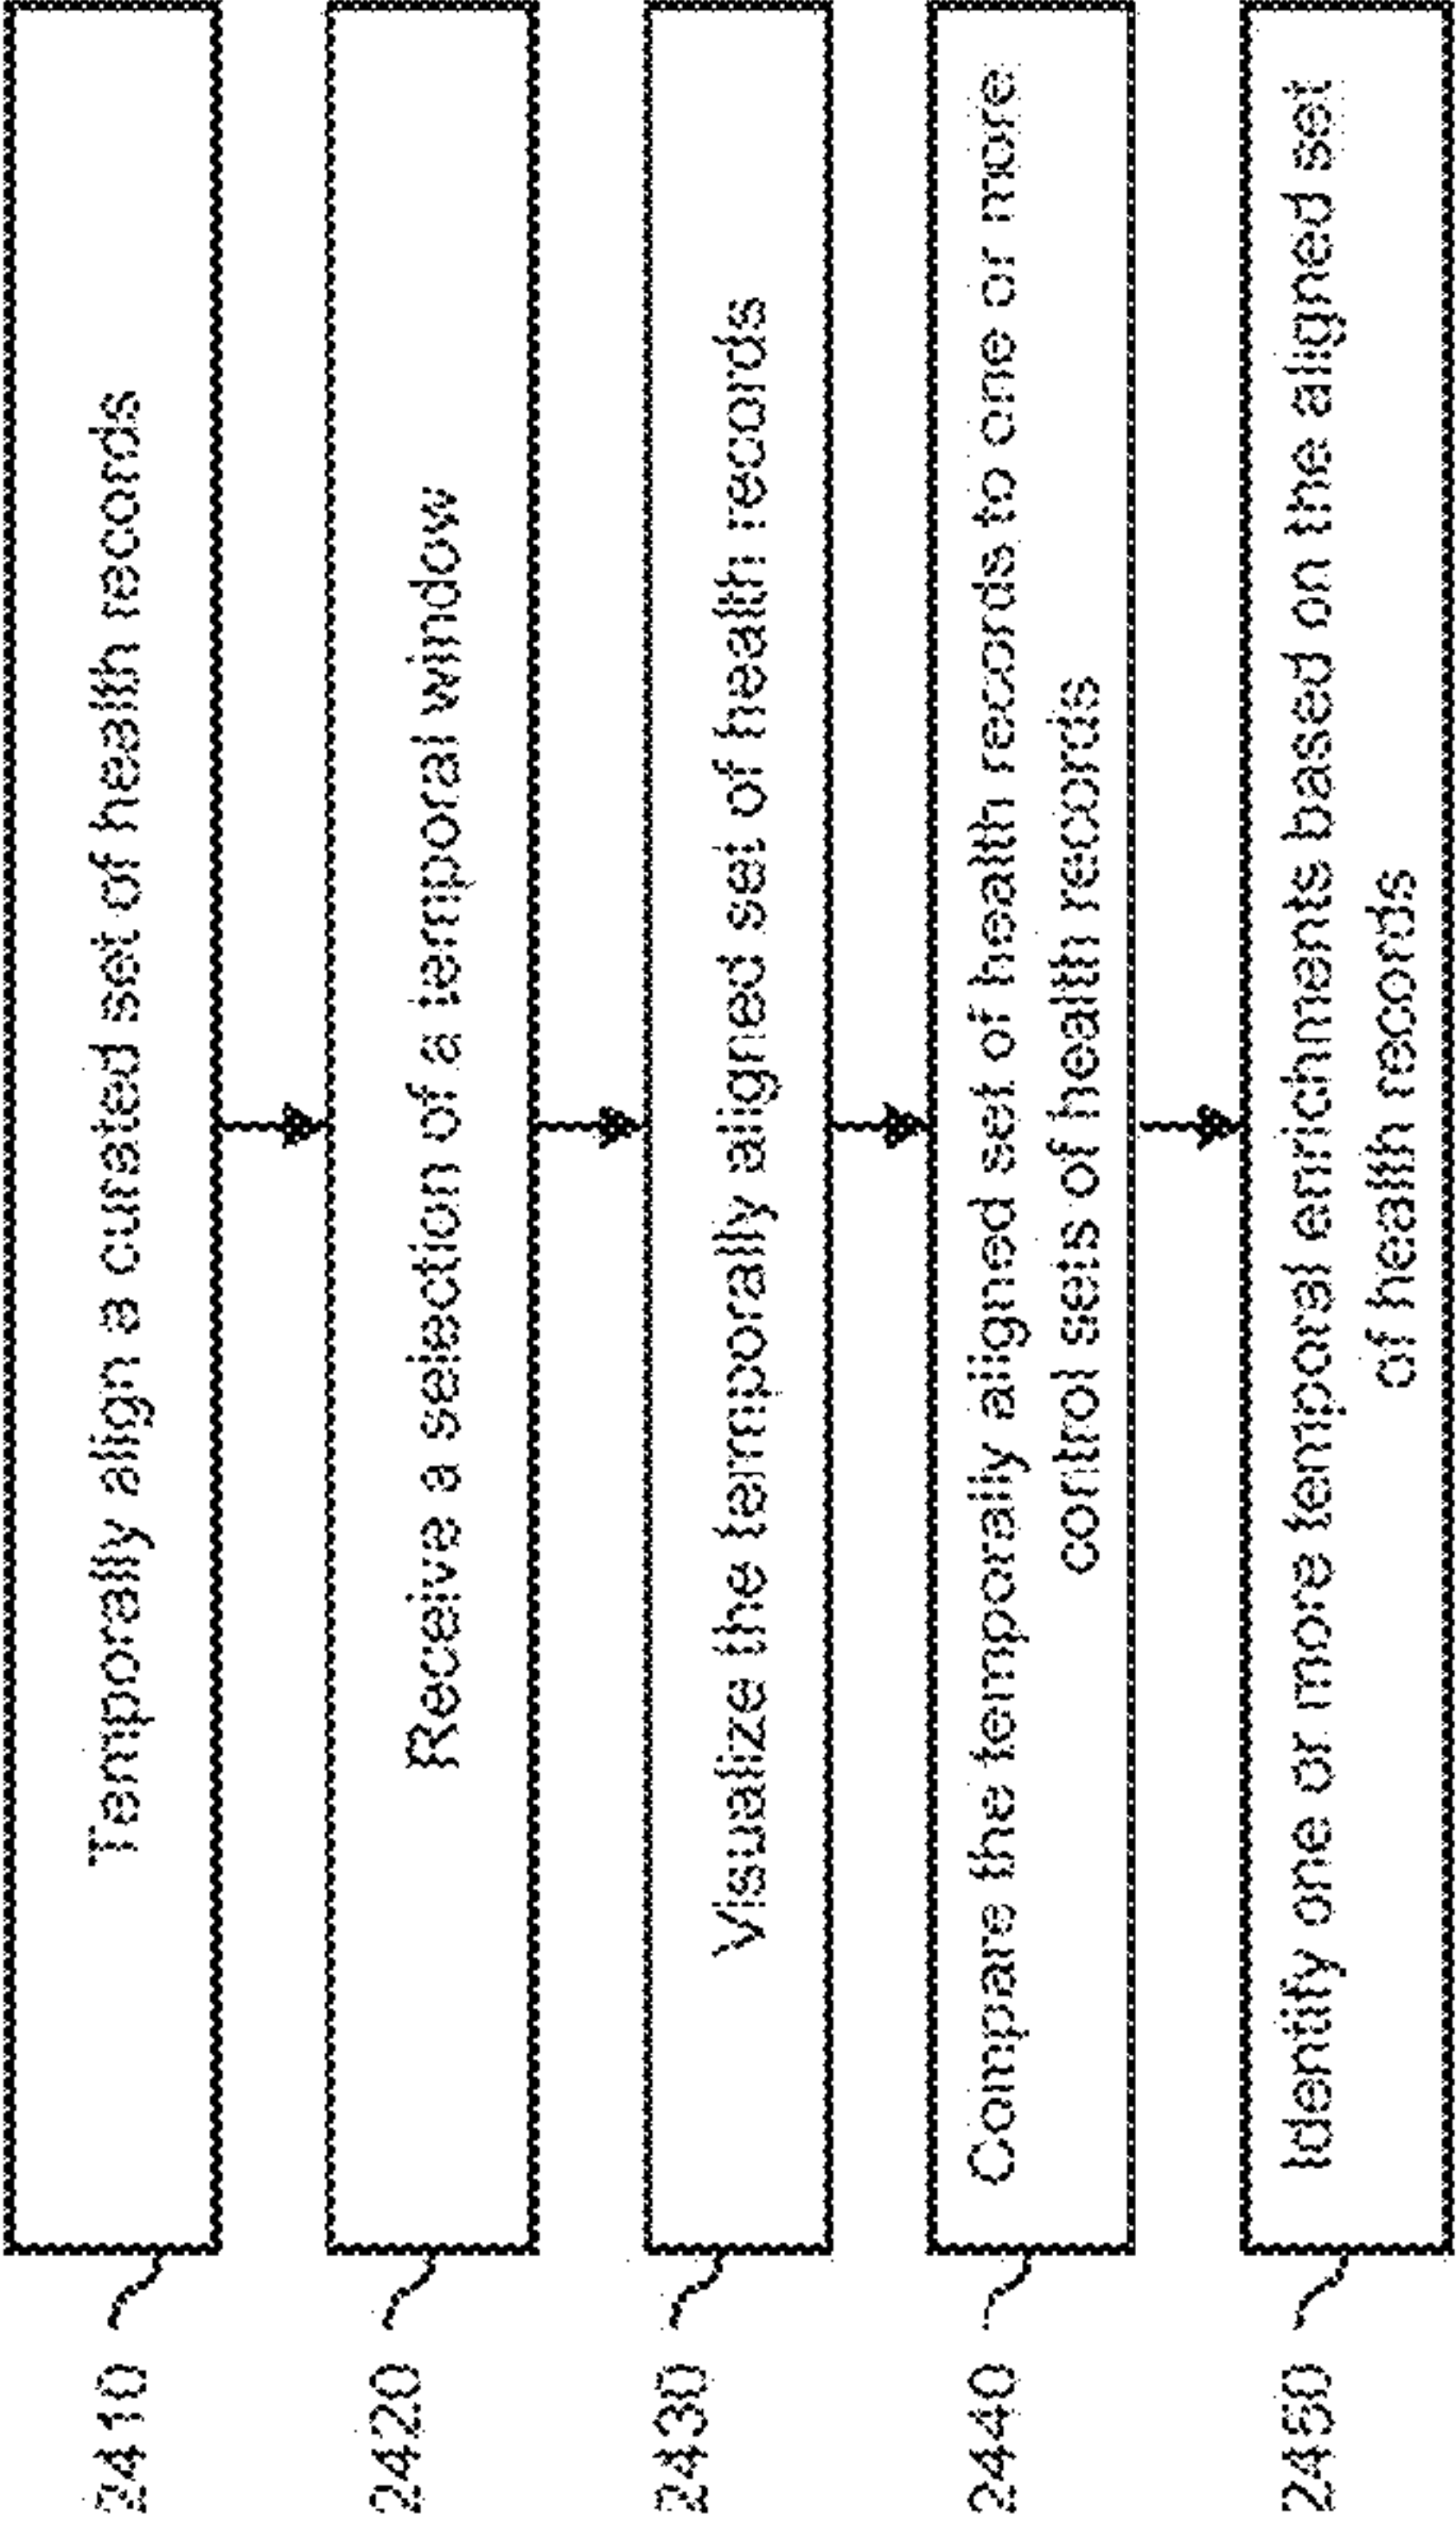 2410
Temporally align a curated set of health records
2420
Receive a selection of a temporal window
2430
Visualize the temporally aligned set of health records
2440
Compare the temporally aligned set of health records to one or more
control sets of health records
2450
Identify one or more temporal enrichments based on the aligned set
of health records